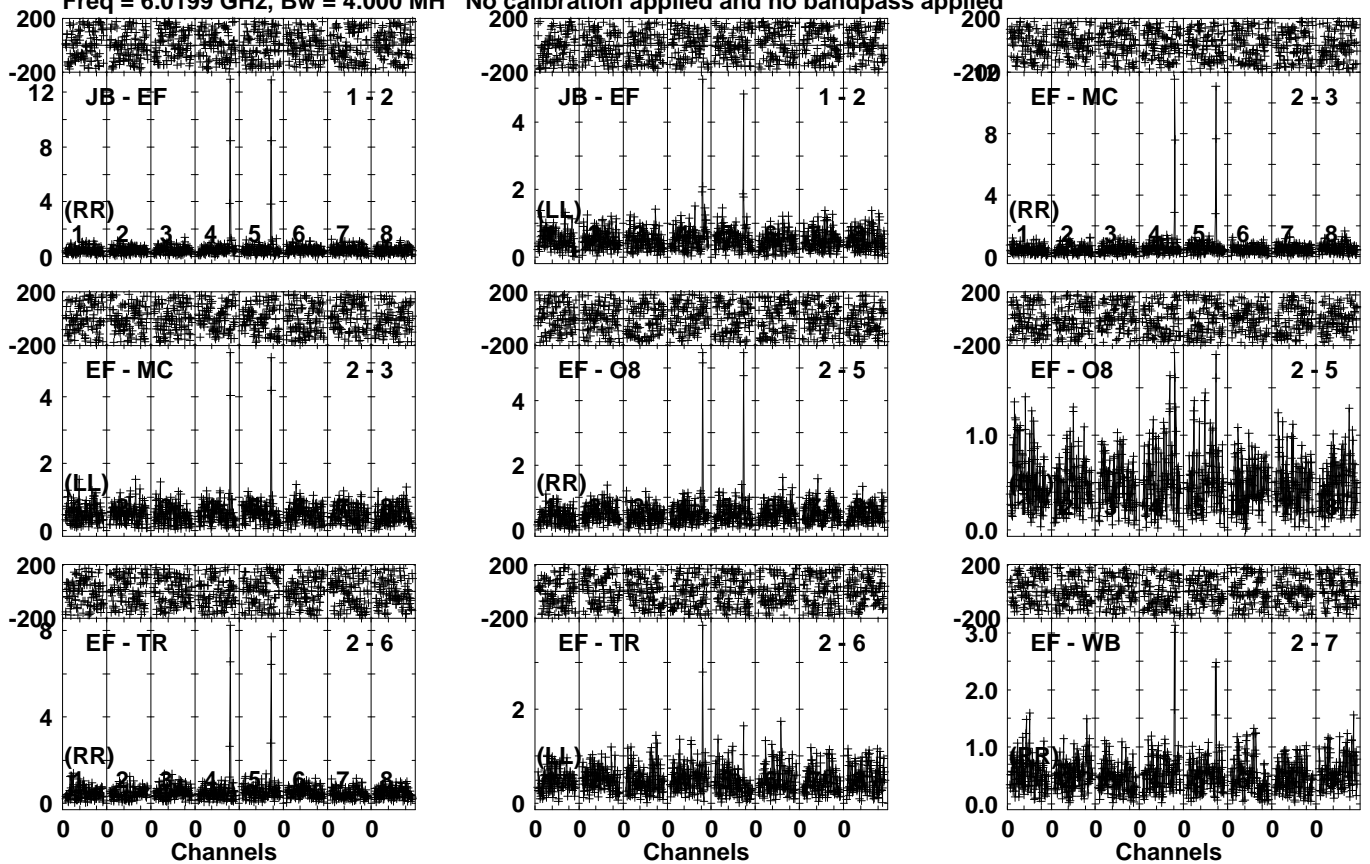 Freq = 6.0199 GHz, Bw = 4.000 MH No calibration applied and no bandpass applied
200 200 200
-200 -200 -200
12 JB - EF 1 - 2
8
4
(RR)
1 2 3 4 5 6 7 8
0
JB - EF 1 - 2
4
2
(LL)
0
12 EF - MC 2 - 3
8
4
(RR)
1 2 3 4 5 6 7 8
0
200 200 200
-200 -200 -200
EF - MC 2 - 3
4
2
(LL)
0
EF - O8 2 - 5
4
2
(RR)
0
EF - O8 2 - 5
1.0
0.0
200 200 200
-200 -200 -200
8 EF - TR 2 - 6
4
(RR)
1 2 3 4 5 6 7 8
0
EF - TR 2 - 6
2
(LL)
0
3.0 EF - WB 2 - 7
2.0
1.0
(RR)
0.0
0 0 0 0 0 0 0 0 0 0 0 0 0 0 0 0 0 0 0 0 0 0 0 0
Channels Channels Channels